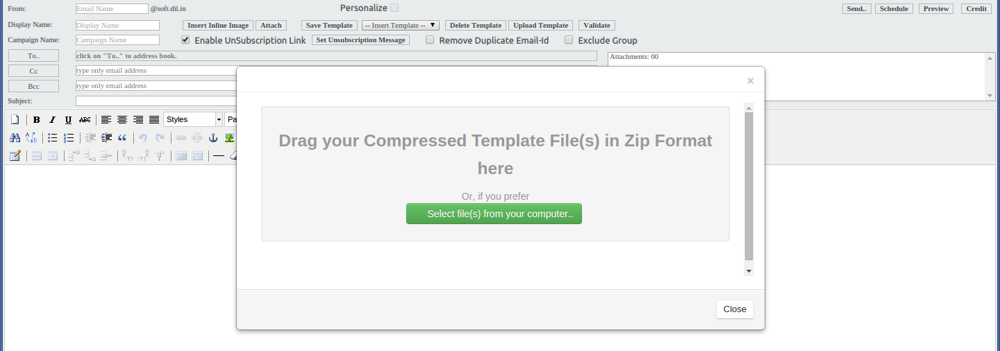 From: Email Name @soft.dil.in Personalize Send.. Schedule Preview Credit
Display Name: Display Name Insert Inline Image Attach Save Template -- Insert Template -- Delete Template Upload Template Validate
Campaign Name: Campaign Name Enable UnSubscription Link Set Unsubscription Message Remove Duplicate Email-Id Exclude Group
To.. click on "To.." to address book. Attachments: 00
Cc type only email address
Bcc type only email address
Subject:
×
B I U ABC Styles Pa
Drag your Compressed Template File(s) in Zip Format
here
Or, if you prefer
Select file(s) from your computer..
Close